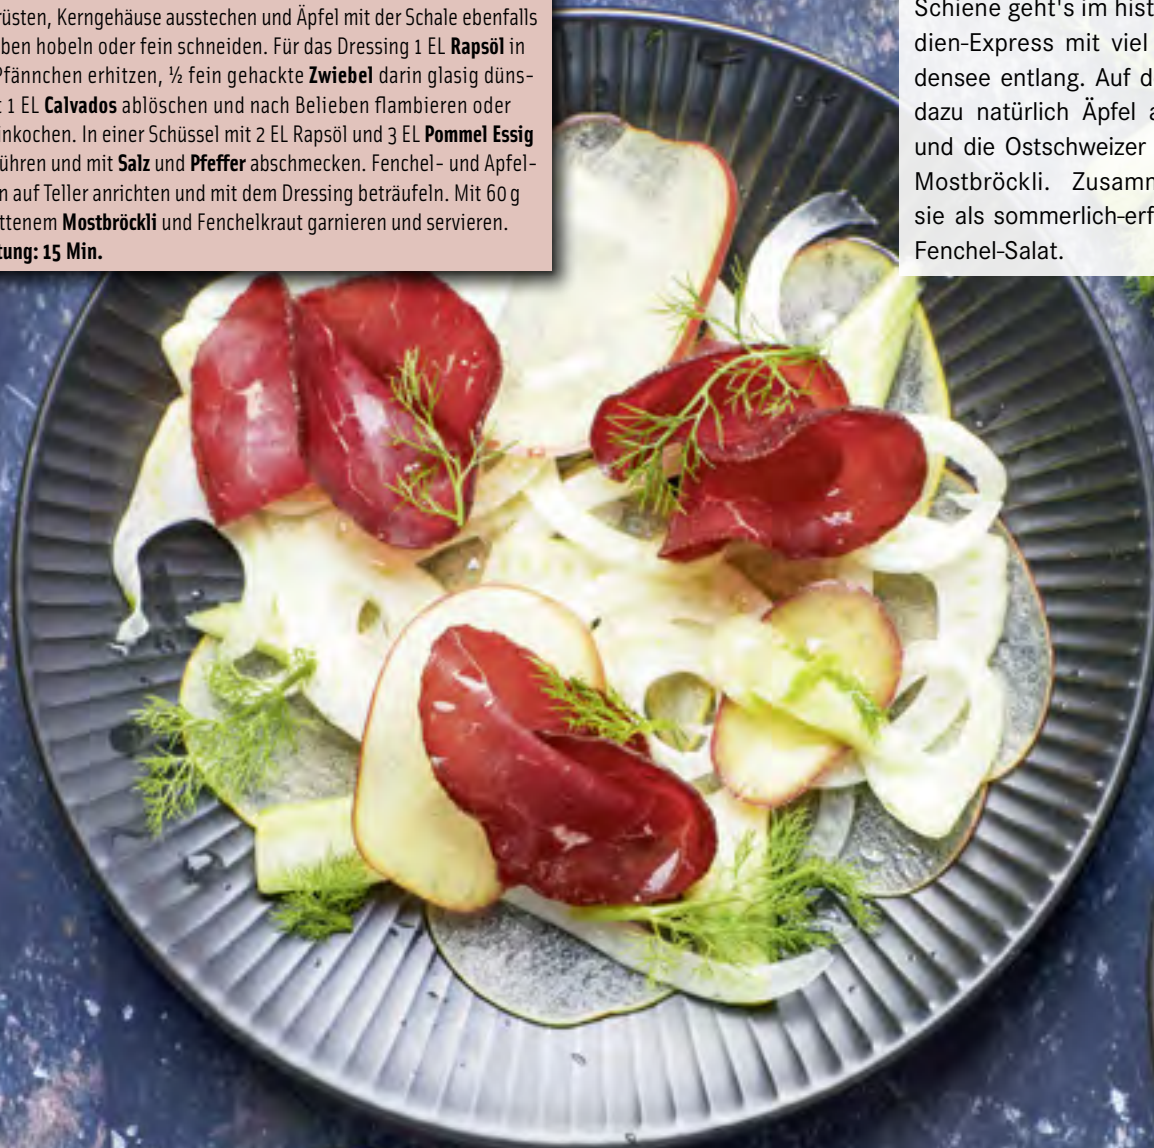 rüsten, Kerngehäuse ausstechen und Äpfel mit der Schale ebenfalls
ben hobeln oder fein schneiden. Für das Dressing 1 EL Rapsöl in
Pfännchen erhitzen, ½ fein gehackte Zwiebel darin glasig düns-
t 1 EL Calvados ablöschen und nach Belieben flambieren oder
inkochen. In einer Schüssel mit 2 EL Rapsöl und 3 EL Pommel Essig
ühren und mit Salz und Pfeffer abschmecken. Fenchel- und Apfel-
n auf Teller anrichten und mit dem Dressing beträufeln. Mit 60 g
ttenem Mostbröckli und Fenchelkraut garnieren und servieren.
tung: 15 Min.
Schiene geht's im hist
dien-Express mit viel
densee entlang. Auf d
dazu natürlich Äpfel a
und die Ostschweizer
Mostbröckli. Zusamm
sie als sommerlich-erf
Fenchel-Salat.